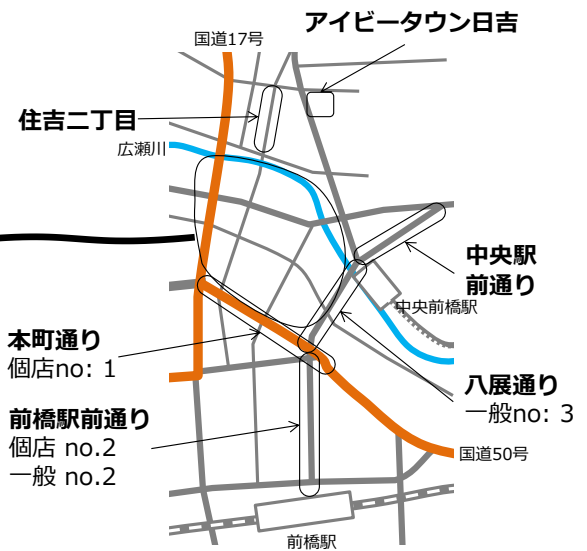 アイビータウン日吉
国道17号
住吉二丁目
広瀬川
中央駅
前通り
中央前橋駅
本町通り
個店no: 1
八展通り
一般no: 3
前橋駅前通り
個店 no.2
一般 no.2
国道50号
前橋駅